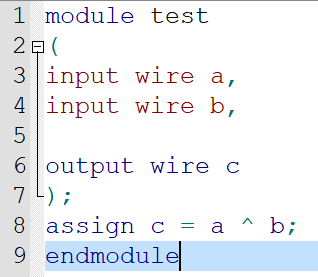 1 module test
2 (
3 input wire a,
4 input wire b,
5
6 output wire c
7 );
8 assign c = a ^ b;
9 endmodule